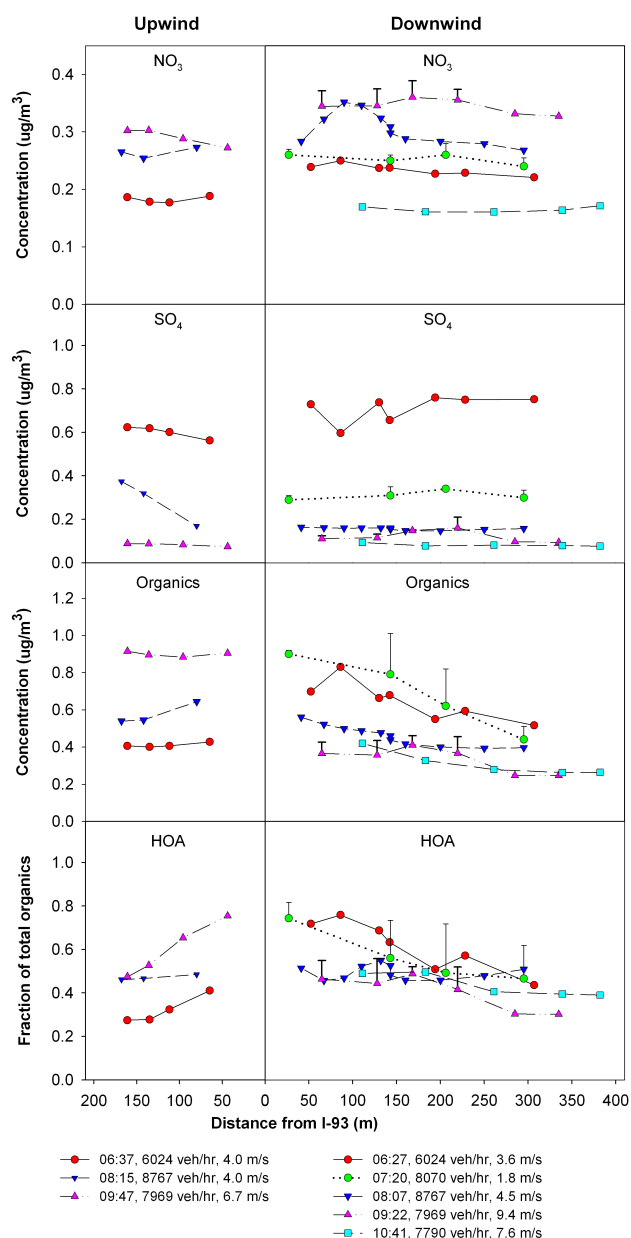 Upwind Downwind
NO3 NO3
Concentration (ug/m3)
0.4
0.3
0.2
0.1
0.0
SO4 SO4
Concentration (ug/m3)
1.0
0.8
0.6
0.4
0.2
0.0
Organics Organics
Concentration (ug/m3)
1.2
1.0
0.8
0.6
0.4
0.2
0.0
HOA HOA
Fraction of total organics
1.0
0.8
0.6
0.4
0.2
0.0
200 150 100 50 0 50 100 150 200 250 300 350 400
Distance from I-93 (m)
06:37, 6024 veh/hr, 4.0 m/s
08:15, 8767 veh/hr, 4.0 m/s
09:47, 7969 veh/hr, 6.7 m/s
06:27, 6024 veh/hr, 3.6 m/s
07:20, 8070 veh/hr, 1.8 m/s
08:07, 8767 veh/hr, 4.5 m/s
09:22, 7969 veh/hr, 9.4 m/s
10:41, 7790 veh/hr, 7.6 m/s